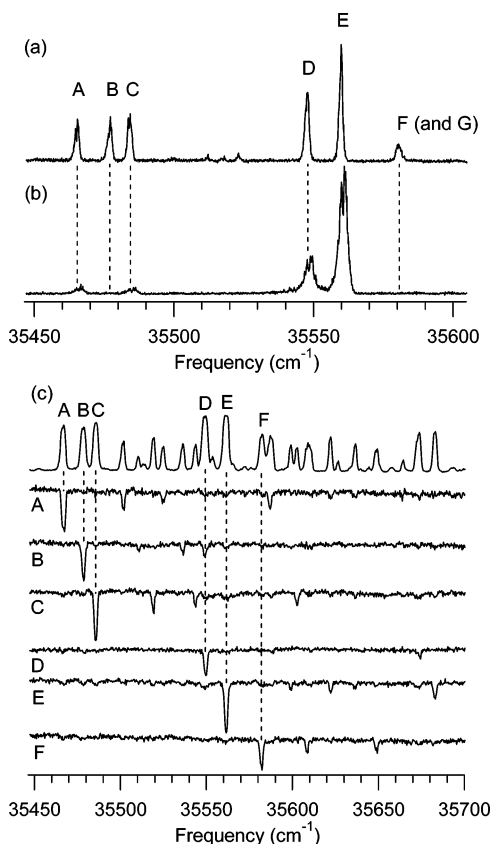 (a)
A B C D E F (and G)
(b)
35450 35500 35550 35600
Frequency (cm⁻¹)
(c)
A B C D E F
A
B
C
D
E
F
35450 35500 35550 35600 35650 35700
Frequency (cm⁻¹)